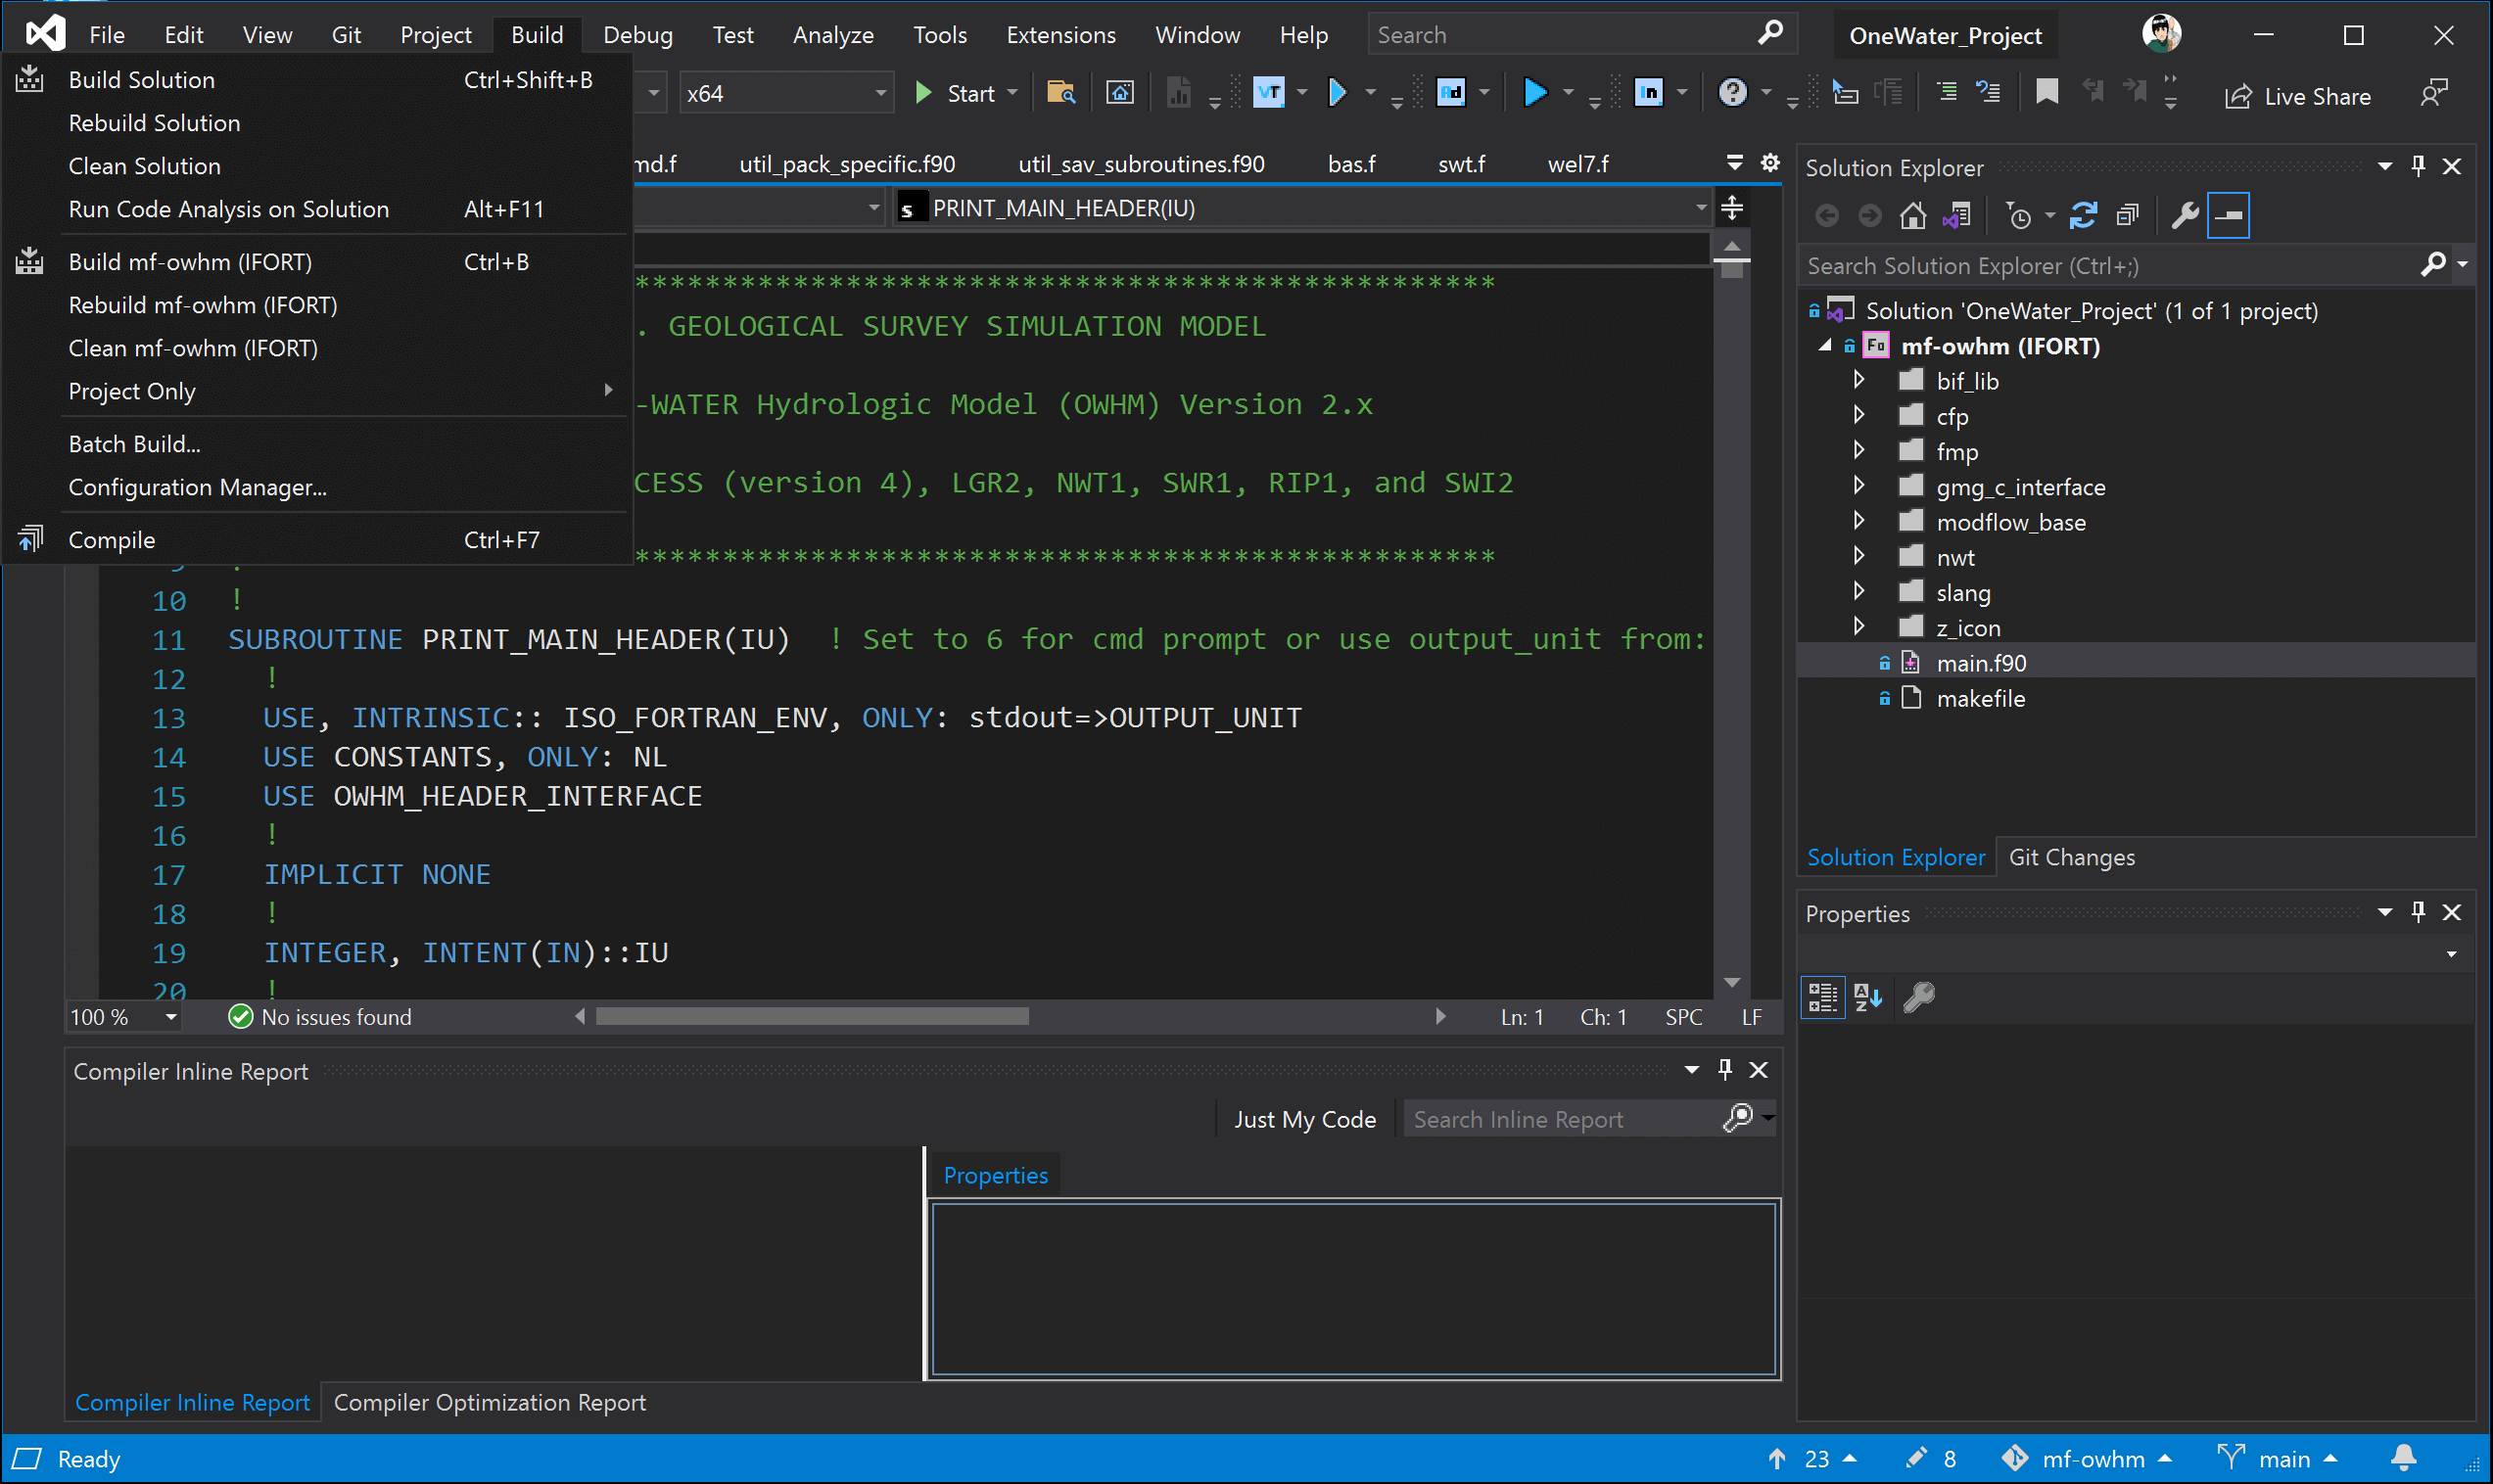 File Edit View Git Project Build Debug Test Analyze Tools Extensions Window Help Search OneWater_Project
Build Solution Ctrl+Shift+B
Rebuild Solution
Clean Solution
Run Code Analysis on Solution Alt+F11
Build mf-owhm (IFORT) Ctrl+B
Rebuild mf-owhm (IFORT)
Clean mf-owhm (IFORT)
Project Only
Batch Build...
Configuration Manager...
Compile Ctrl+F7
x64 Start VT Ad In ? Live Share
md.f util_pack_specific.f90 util_sav_subroutines.f90 bas.f swt.f wel7.f
s PRINT_MAIN_HEADER(IU)
*************************************************
. GEOLOGICAL SURVEY SIMULATION MODEL
-WATER Hydrologic Model (OWHM) Version 2.x
CESS (version 4), LGR2, NWT1, SWR1, RIP1, and SWI2
*************************************************
9 !
10 !
11 SUBROUTINE PRINT_MAIN_HEADER(IU) ! Set to 6 for cmd prompt or use output_unit from:
12 !
13 USE, INTRINSIC:: ISO_FORTRAN_ENV, ONLY: stdout=>OUTPUT_UNIT
14 USE CONSTANTS, ONLY: NL
15 USE OWHM_HEADER_INTERFACE
16 !
17 IMPLICIT NONE
18 !
19 INTEGER, INTENT(IN)::IU
20 !
100 % No issues found Ln: 1 Ch: 1 SPC LF
Compiler Inline Report
Just My Code Search Inline Report
Properties
Compiler Inline Report Compiler Optimization Report
Solution Explorer
Search Solution Explorer (Ctrl+;)
Solution 'OneWater_Project' (1 of 1 project)
Fo mf-owhm (IFORT)
bif_lib
cfp
fmp
gmg_c_interface
modflow_base
nwt
slang
z_icon
main.f90
makefile
Solution Explorer Git Changes
Properties
AZ
Ready 23 8 mf-owhm main